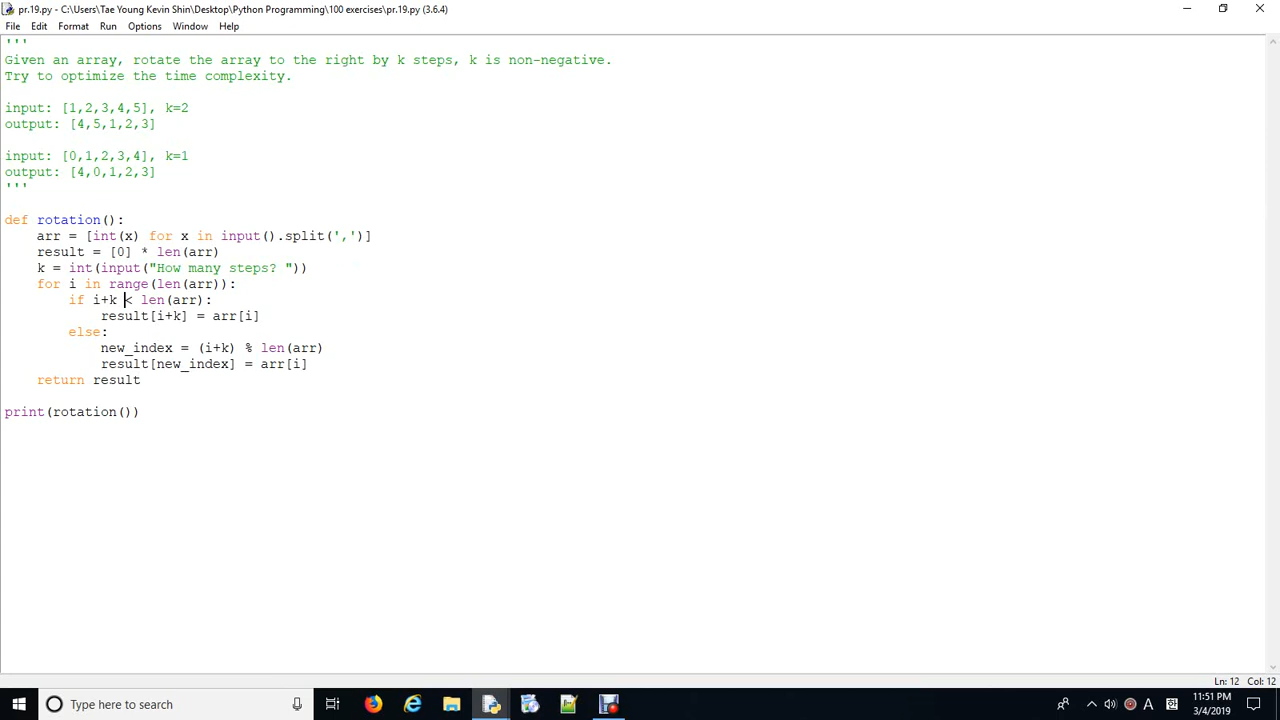 pr.19.py - C:\Users\Tae Young Kevin Shin\Desktop\Python Programming\100 exercises\pr.19.py (3.6.4)
File Edit Format Run Options Window Help
'''
Given an array, rotate the array to the right by k steps, k is non-negative.
Try to optimize the time complexity.
input: [1,2,3,4,5], k=2
output: [4,5,1,2,3]
input: [0,1,2,3,4], k=1
output: [4,0,1,2,3]
'''
def rotation():
    arr = [int(x) for x in input().split(',')]
    result = [0] * len(arr)
    k = int(input("How many steps? "))
    for i in range(len(arr)):
        if i+k < len(arr):
            result[i+k] = arr[i]
        else:
            new_index = (i+k) % len(arr)
            result[new_index] = arr[i]
    return result
print(rotation())
Ln: 12 Col: 12
Type here to search
A
11:51 PM
3/4/2019